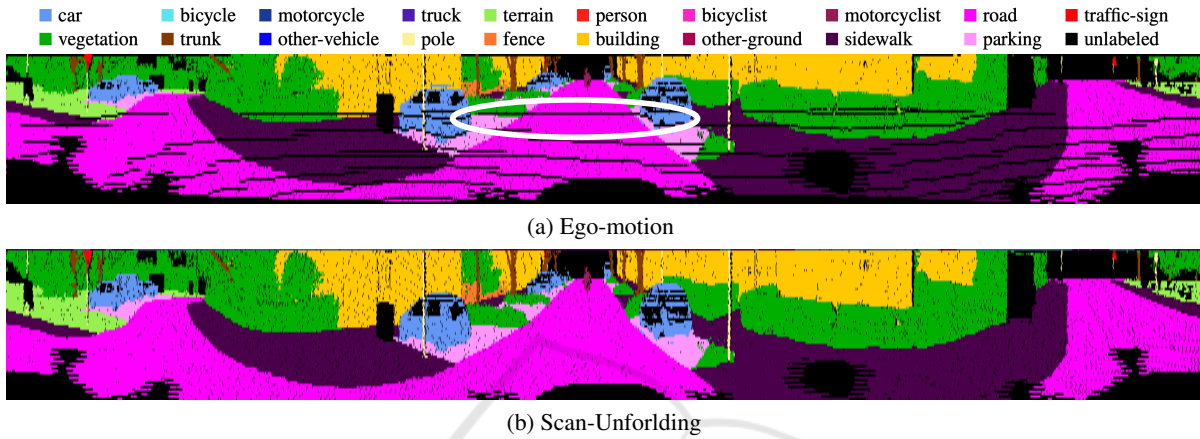 car bicycle motorcycle truck terrain person bicyclist motorcyclist road traffic-sign
vegetation trunk other-vehicle pole fence building other-ground sidewalk parking unlabeled
(a) Ego-motion
(b) Scan-Unforlding